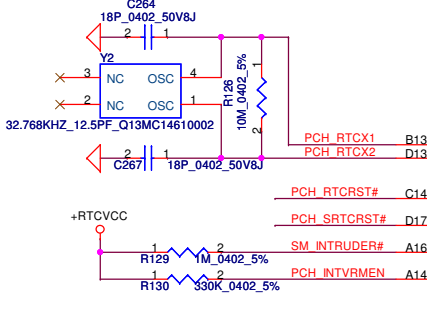 C264
2 1 18P_0402_50V8J
Y2
3 NC OSC 4
2 NC OSC 1
32.768KHZ_12.5PF_Q13MC14610002
R126
10M_0402_5%
1
2
2 1
C267 18P_0402_50V8J
PCH_RTCX1 B13
PCH_RTCX2 D13
PCH_RTCRST# C14
PCH_SRTCRST# D17
+RTCVCC
SM_INTRUDER# A16
1 2
R129 1M_0402_5%
PCH_INTVRMEN A14
1 2
R130 330K_0402_5%